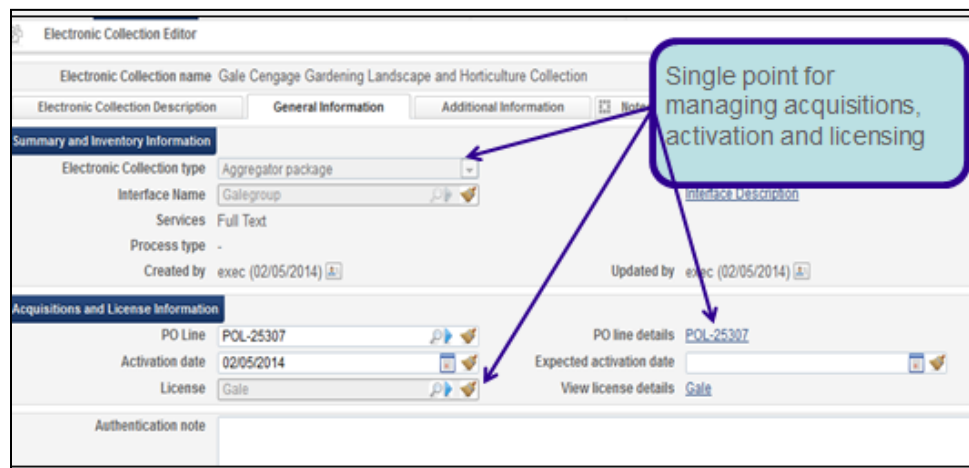 Electronic Collection Editor
Electronic Collection name Gale Cengage Gardening Landscape and Horticulture Collection
Single point for
managing acquisitions,
activation and licensing
Electronic Collection Description General Information Additional Information
Summary and Inventory Information
Electronic Collection type Aggregator package
Interface Name Galegroup Interface Description
Services Full Text
Process type -
Created by exec (02/05/2014) Updated by exec (02/05/2014)
Acquisitions and License Information
PO Line POL-25307 PO line details POL-25307
Activation date 02/05/2014 Expected activation date
License Gale View license details Gale
Authentication note